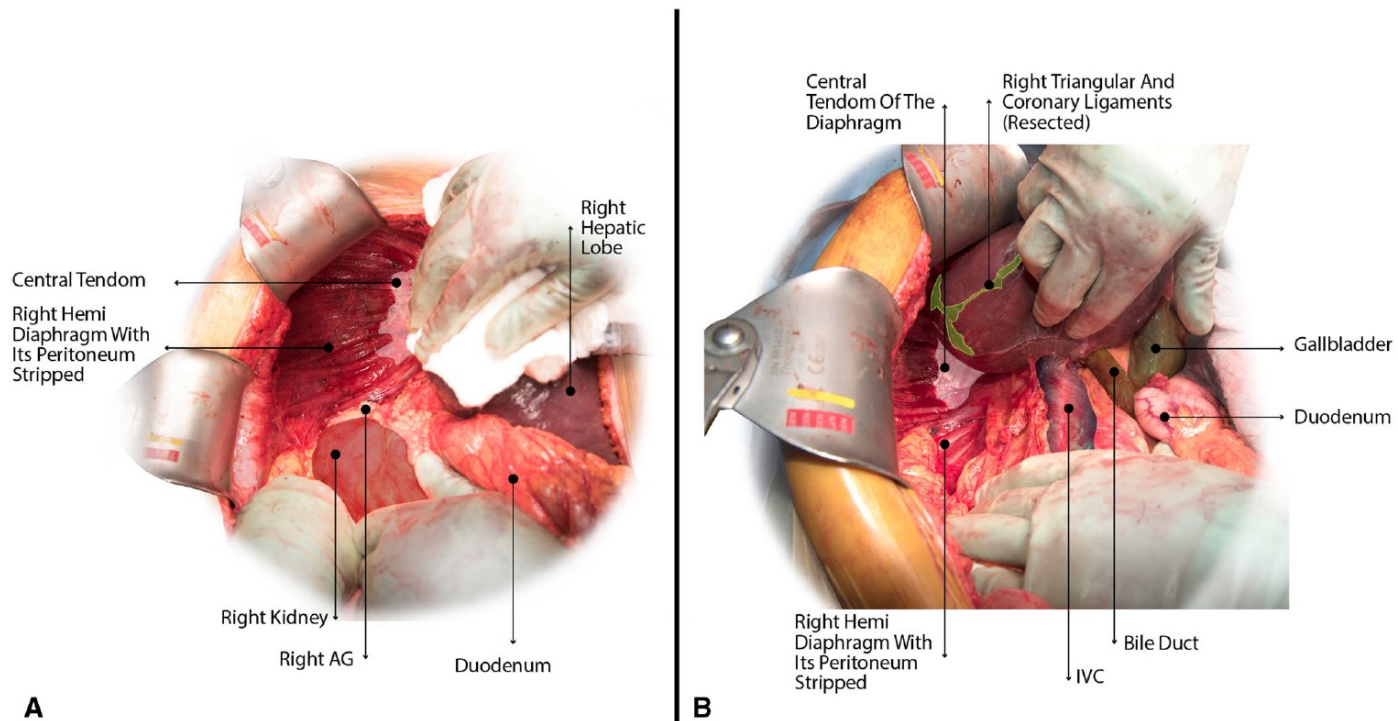 Central Tendom
Right Hemi
Diaphragm With
Its Peritoneum
Stripped
Right
Hepatic
Lobe
Right Kidney
Right AG
Duodenum
A
Central
Tendom Of The
Diaphragm
Right Triangular And
Coronary Ligaments
(Resected)
Gallbladder
Duodenum
Bile Duct
IVC
Right Hemi
Diaphragm With
Its Peritoneum
Stripped
B